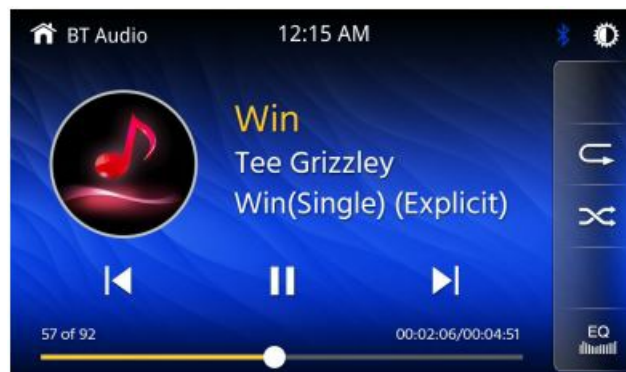 BT Audio
12:15 AM
Win
Tee Grizzley
Win(Single) (Explicit)
57 of 92
00:02:06/00:04:51
EQ